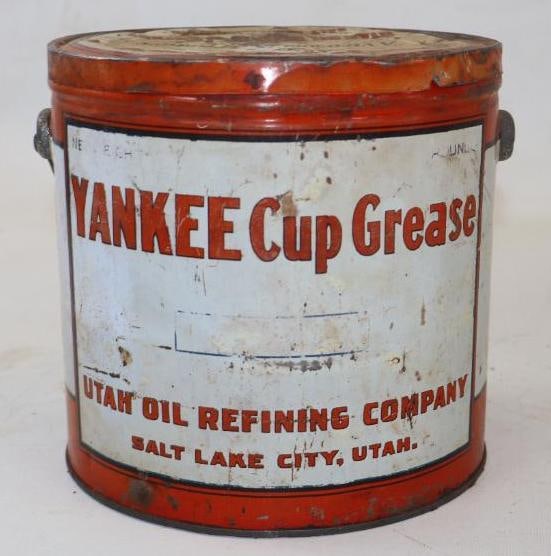 YANKEE Cup Grease
UTAH OIL REFINING COMPANY
SALT LAKE CITY, UTAH.